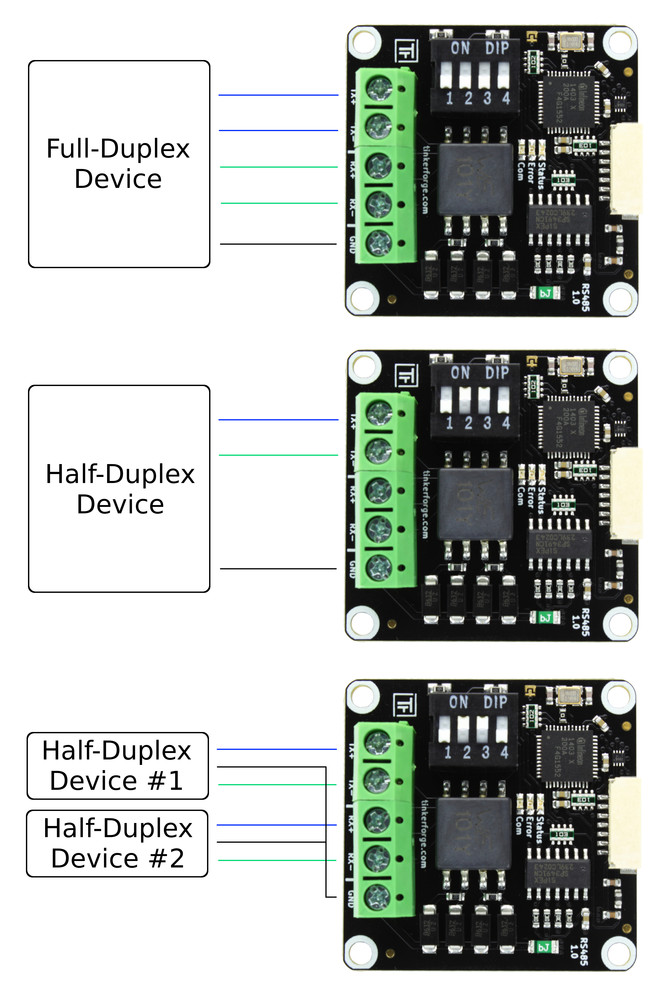 Full-Duplex
Device
ON DIP
1 2 3 4
TX+
TX-
RX+
RX-
GND
tinkerforge.com
Com
Error
Status
RS485
1.0
Half-Duplex
Device
ON DIP
1 2 3 4
TX+
TX-
RX+
RX-
GND
tinkerforge.com
Com
Error
Status
RS485
1.0
Half-Duplex
Device #1
Half-Duplex
Device #2
ON DIP
1 2 3 4
TX+
TX-
RX+
RX-
GND
tinkerforge.com
Com
Error
Status
RS485
1.0